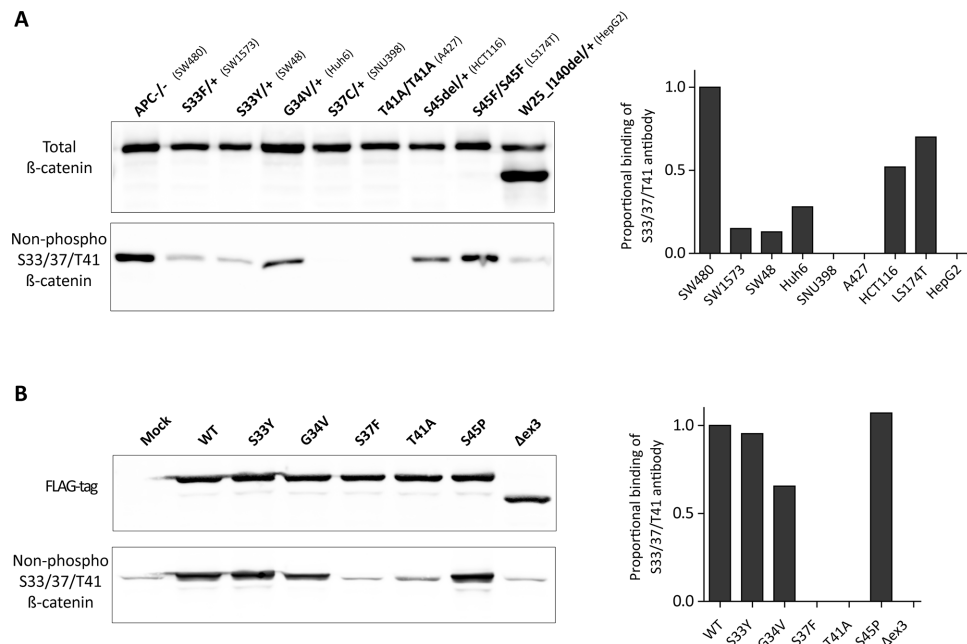 A
APC-/- (SW480)
S33F/+ (SW1573)
S33Y/+ (SW48)
G34V/+ (Huh6)
S37C/+ (SNU398)
T41A/T41A (A427)
S45del/+ (HCT116)
S45F/S45F (LS174T)
W25_I140del/+ (HepG2)
Total
ß-catenin
Non-phospho
S33/37/T41
ß-catenin
Proportional binding of
S33/37/T41 antibody
1.0
0.5
0.0
SW480
SW1573
SW48
Huh6
SNU398
A427
HCT116
LS174T
HepG2
B
Mock
WT
S33Y
G34V
S37F
T41A
S45P
Δex3
FLAG-tag
Non-phospho
S33/37/T41
ß-catenin
Proportional binding of
S33/37/T41 antibody
1.0
0.5
0.0
WT
S33Y
G34V
S37F
T41A
S45P
Δex3